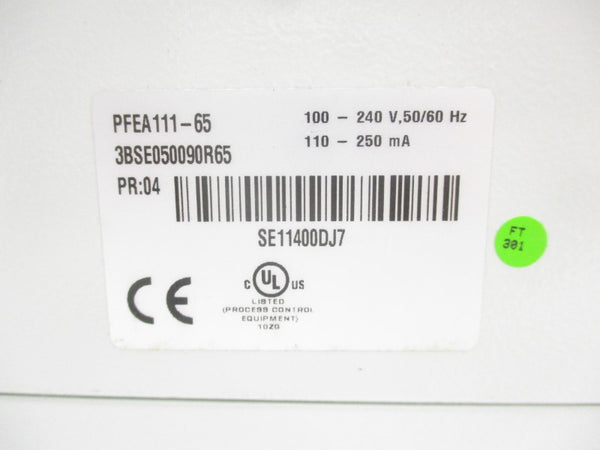 PFEA111-65
100 - 240 V,50/60 Hz
110 - 250 mA
3BSE050090R65
PR:04
SE11400DJ7
FT
301
C UL US
LISTED
(PROCESS CONTROL
EQUIPMENT)
10Z0
CE